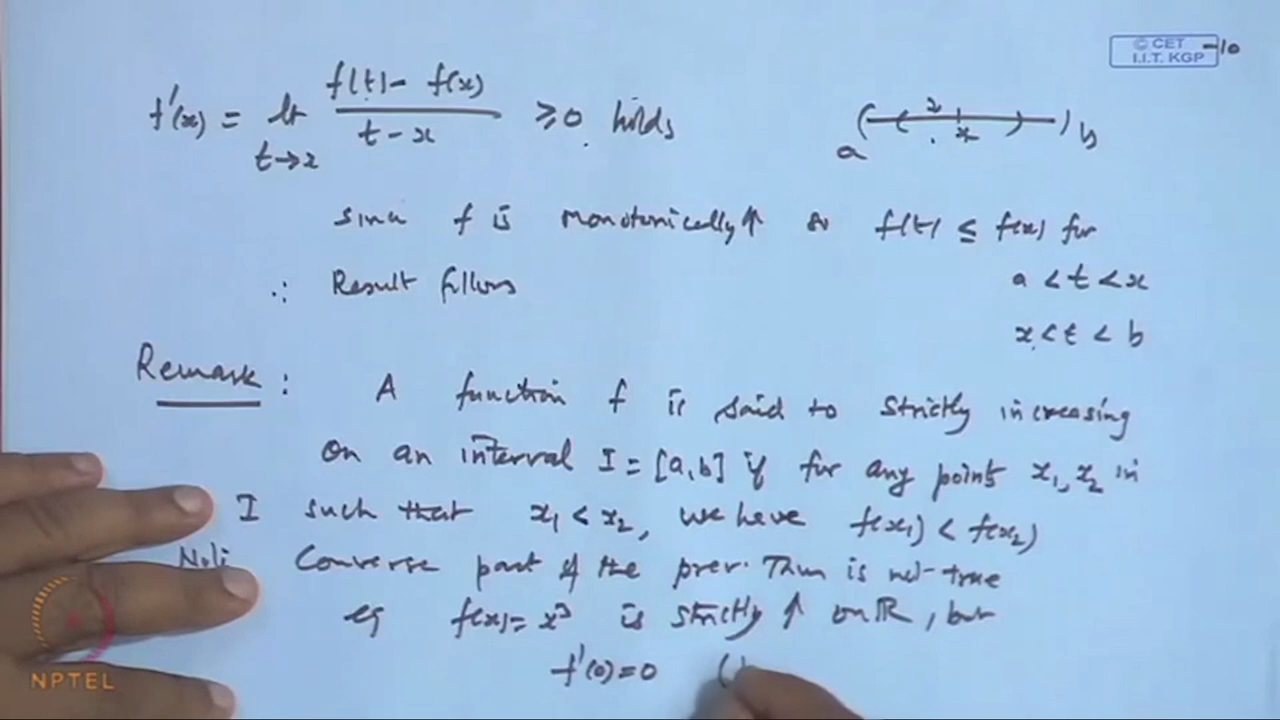 © CET
I.I.T. KGP
-10
f'(x) = lt t→x f(t) - f(x) / t - x ≥ 0 holds
a ( ( x x ) ) b
since f is monotonically ↑ so f(t) ≤ f(x) for
a < t < x
∴ Result follows
x < t < b
Remark : A function f is said to strictly increasing
on an interval I = [a,b] if for any points x₁, x₂ in
I such that x₁ < x₂, we have f(x₁) < f(x₂)
Note Converse part of the prev. Thm is not true
eg f(x) = x³ is strictly ↑ on ℝ, but
f'(0) = 0 (
NPTEL